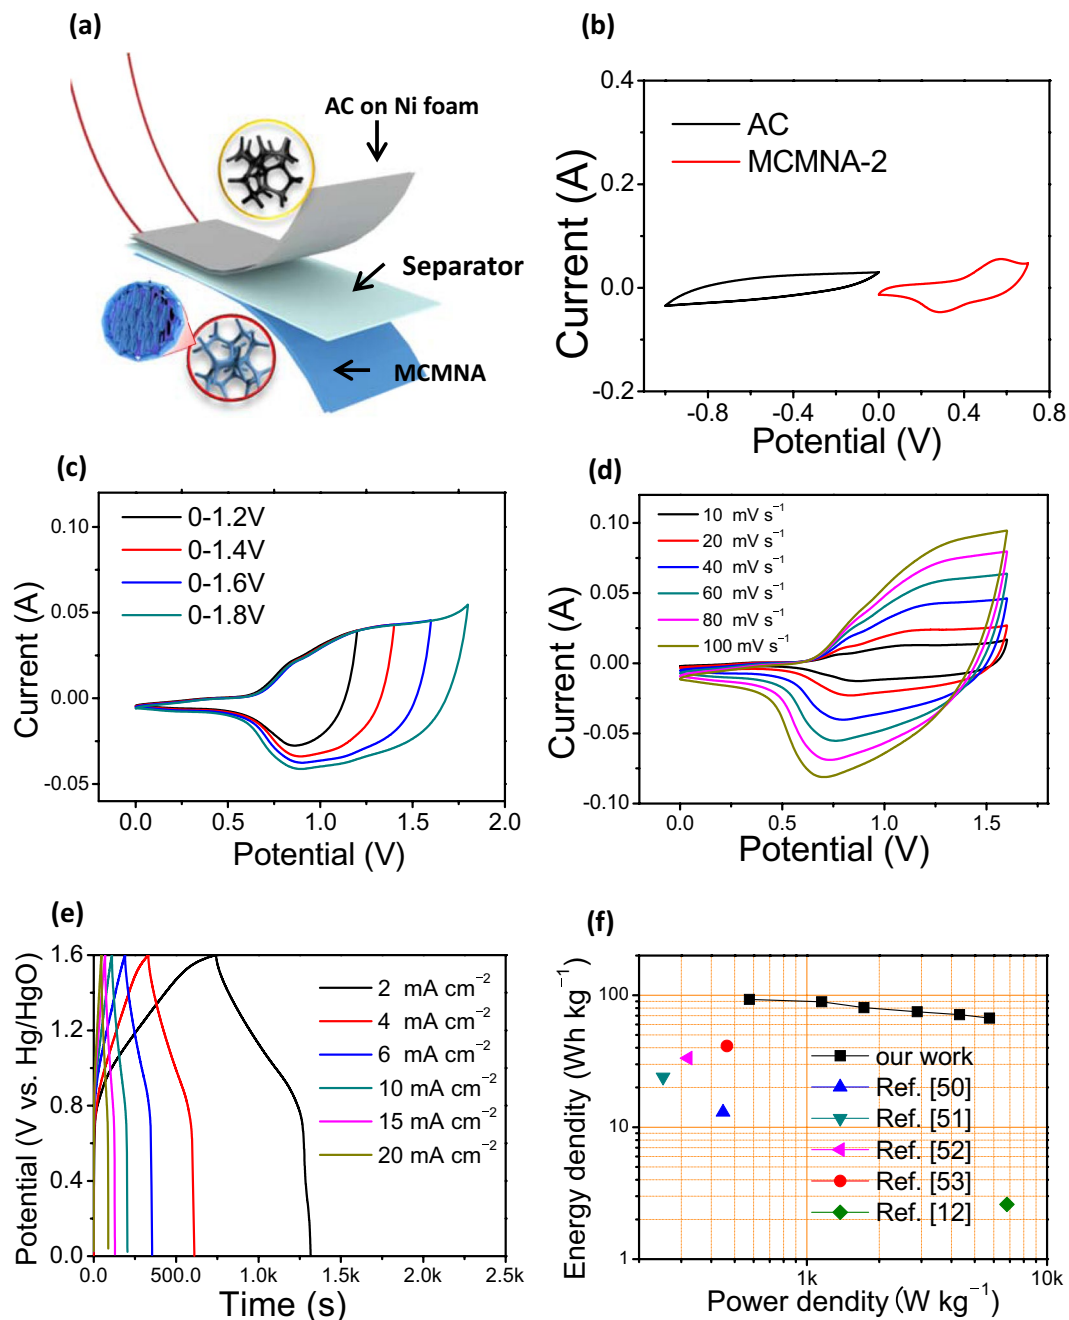 (a)
AC on Ni foam
Separator
MCMNA
(b)
0.4
0.2
0.0
-0.2
Current (A)
AC
MCMNA-2
-0.8
-0.4
0.0
0.4
0.8
Potential (V)
(c)
0.10
0.05
0.00
-0.05
Current (A)
0-1.2V
0-1.4V
0-1.6V
0-1.8V
0.0
0.5
1.0
1.5
2.0
Potential (V)
(d)
0.10
0.05
0.00
-0.05
-0.10
Current (A)
10 mV s⁻¹
20 mV s⁻¹
40 mV s⁻¹
60 mV s⁻¹
80 mV s⁻¹
100 mV s⁻¹
0.0
0.5
1.0
1.5
Potential (V)
(e)
1.6
1.2
0.8
0.4
0.0
Potential (V vs. Hg/HgO)
2 mA cm⁻²
4 mA cm⁻²
6 mA cm⁻²
10 mA cm⁻²
15 mA cm⁻²
20 mA cm⁻²
0.0
500.0
1.0k
1.5k
2.0k
2.5k
Time (s)
(f)
100
10
1
Energy dendity (Wh kg⁻¹)
our work
Ref. [50]
Ref. [51]
Ref. [52]
Ref. [53]
Ref. [12]
1k
10k
Power dendity (W kg⁻¹)